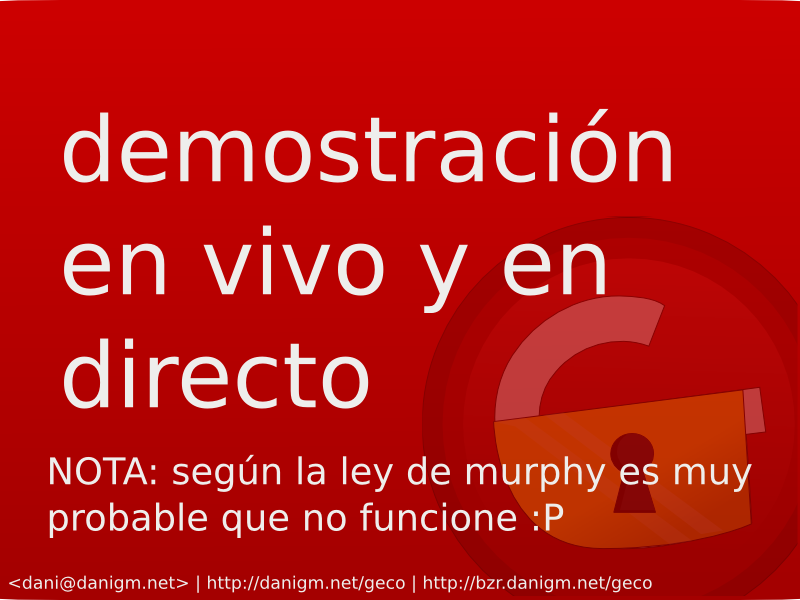 demostración
en vivo y en
directo
NOTA: según la ley de murphy es muy
probable que no funcione :P
<dani@danigm.net> | http://danigm.net/geco | http://bzr.danigm.net/geco